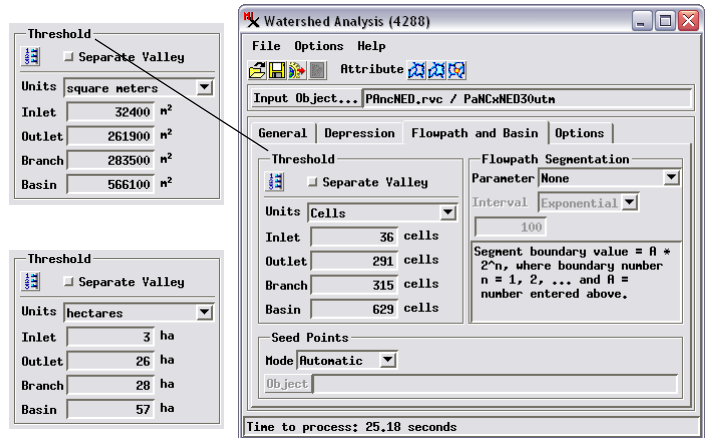 Threshold
Separate Valley
Units square meters
Inlet 32400 m²
Outlet 261900 m²
Branch 283500 m²
Basin 566100 m²
Threshold
Separate Valley
Units hectares
Inlet 3 ha
Outlet 26 ha
Branch 28 ha
Basin 57 ha
Watershed Analysis (4288)
File Options Help
Attribute
Input Object... PAncNED.rvc / PaNCxNED30utm
General Depression Flowpath and Basin Options
Threshold
Separate Valley
Units Cells
Inlet 36 cells
Outlet 291 cells
Branch 315 cells
Basin 629 cells
Flowpath Segmentation
Parameter None
Interval Exponential
100
Segment boundary value = A *
2^n, where boundary number
n = 1, 2, ... and A =
number entered above.
Seed Points
Mode Automatic
Object
Time to process: 25.18 seconds